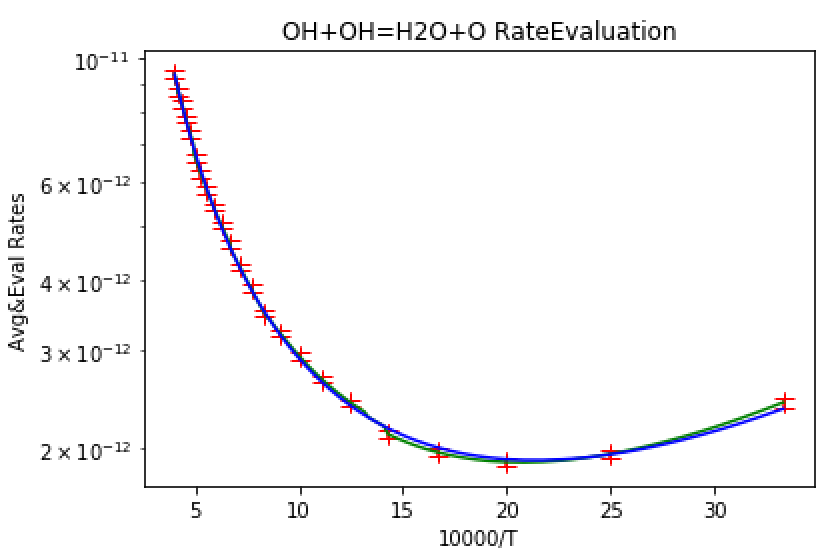 OH+OH=H2O+O RateEvaluation
10⁻¹¹
6 × 10⁻¹²
4 × 10⁻¹²
3 × 10⁻¹²
2 × 10⁻¹²
Avg&Eval Rates
5 10 15 20 25 30
10000/T